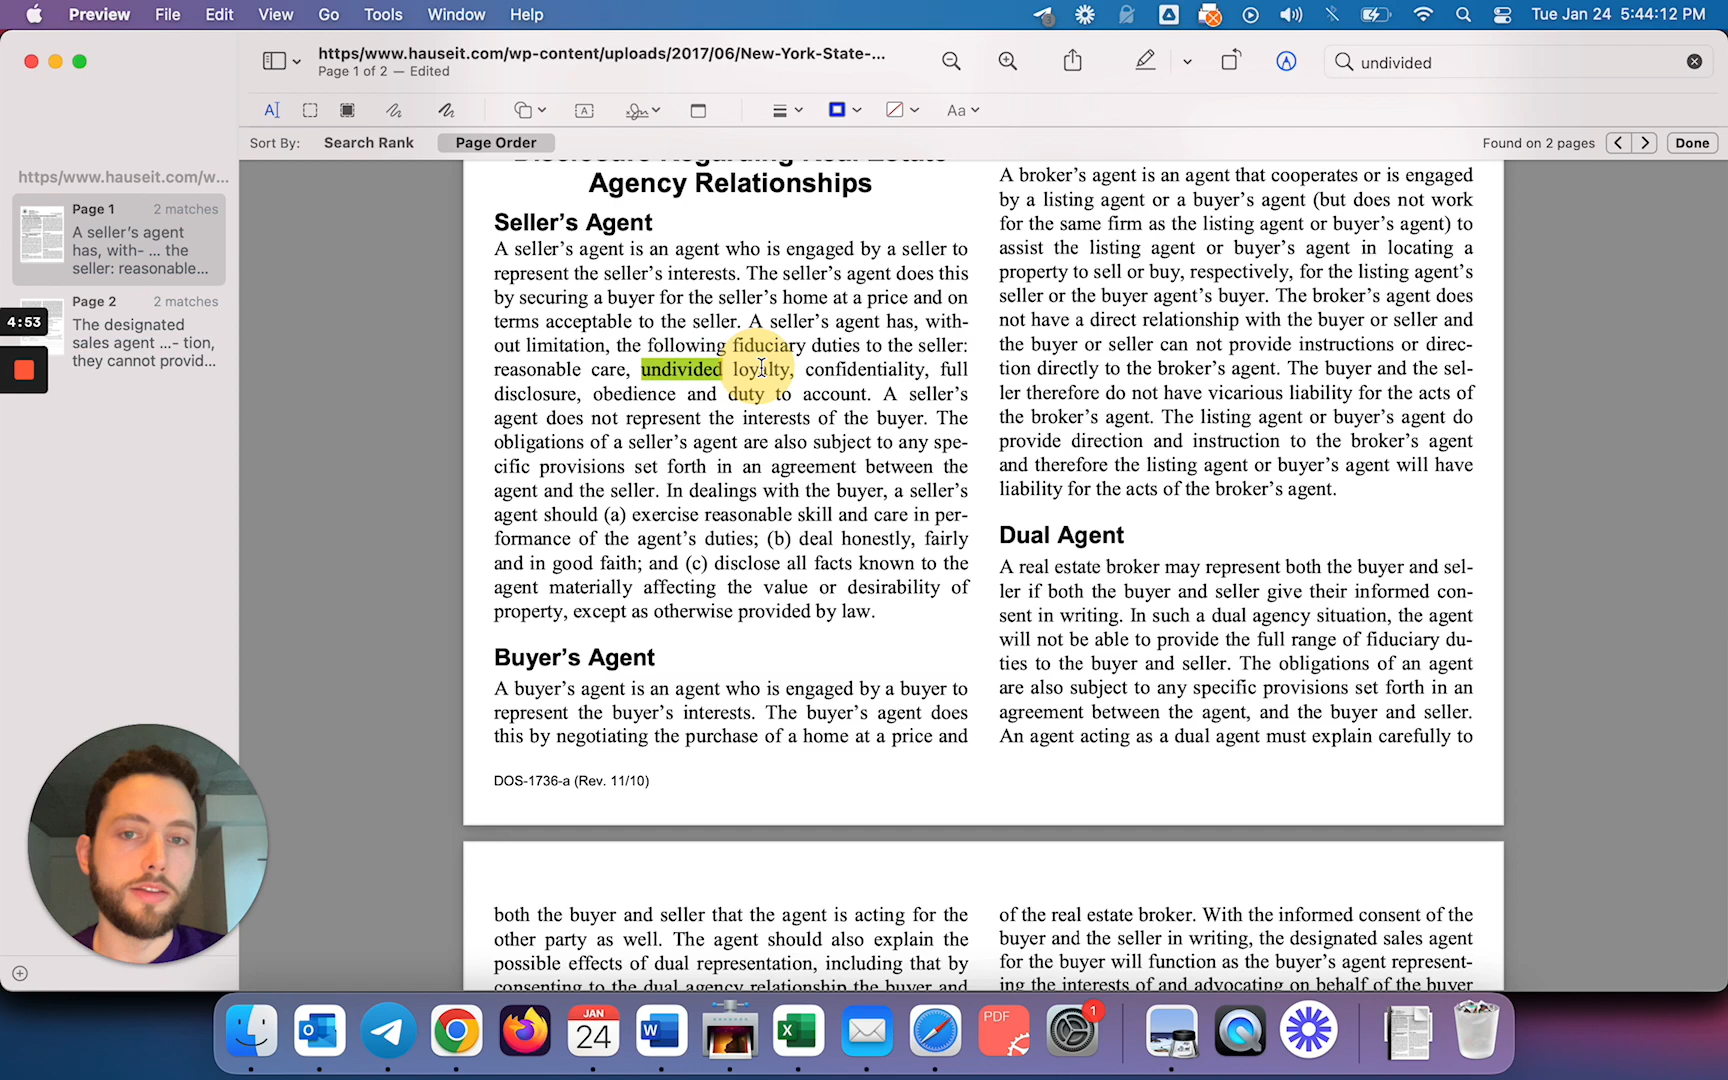 Preview File Edit View Go Tools Window Help
1
Tue Jan 24 5:44:12 PM
https/www.hauseit.com/wp-content/uploads/2017/06/New-York-State-...
Page 1 of 2 — Edited
undivided
Aa
Sort By: Search Rank Page Order
Found on 2 pages
Done
https/www.hauseit.com/w...
Page 1 2 matches
A seller's agent
has, with- ... the
seller: reasonable...
Page 2 2 matches
The designated
sales agent ...- tion,
they cannot provid...
4:53
Disclosure Regarding Real Estate
Agency Relationships
Seller's Agent
A seller's agent is an agent who is engaged by a seller to
represent the seller's interests. The seller's agent does this
by securing a buyer for the seller's home at a price and on
terms acceptable to the seller. A seller's agent has, with-
out limitation, the following fiduciary duties to the seller:
reasonable care, undivided loyalty, confidentiality, full
disclosure, obedience and duty to account. A seller's
agent does not represent the interests of the buyer. The
obligations of a seller's agent are also subject to any spe-
cific provisions set forth in an agreement between the
agent and the seller. In dealings with the buyer, a seller's
agent should (a) exercise reasonable skill and care in per-
formance of the agent's duties; (b) deal honestly, fairly
and in good faith; and (c) disclose all facts known to the
agent materially affecting the value or desirability of
property, except as otherwise provided by law.
Buyer's Agent
A buyer's agent is an agent who is engaged by a buyer to
represent the buyer's interests. The buyer's agent does
this by negotiating the purchase of a home at a price and
DOS-1736-a (Rev. 11/10)
A broker's agent is an agent that cooperates or is engaged
by a listing agent or a buyer's agent (but does not work
for the same firm as the listing agent or buyer's agent) to
assist the listing agent or buyer's agent in locating a
property to sell or buy, respectively, for the listing agent's
seller or the buyer agent's buyer. The broker's agent does
not have a direct relationship with the buyer or seller and
the buyer or seller can not provide instructions or direc-
tion directly to the broker's agent. The buyer and the sel-
ler therefore do not have vicarious liability for the acts of
the broker's agent. The listing agent or buyer's agent do
provide direction and instruction to the broker's agent
and therefore the listing agent or buyer's agent will have
liability for the acts of the broker's agent.
Dual Agent
A real estate broker may represent both the buyer and sel-
ler if both the buyer and seller give their informed con-
sent in writing. In such a dual agency situation, the agent
will not be able to provide the full range of fiduciary du-
ties to the buyer and seller. The obligations of an agent
are also subject to any specific provisions set forth in an
agreement between the agent, and the buyer and seller.
An agent acting as a dual agent must explain carefully to
both the buyer and seller that the agent is acting for the
other party as well. The agent should also explain the
possible effects of dual representation, including that by
consenting to the dual agency relationship the buyer and
of the real estate broker. With the informed consent of the
buyer and the seller in writing, the designated sales agent
for the buyer will function as the buyer's agent represent-
ing the interests of and advocating on behalf of the buyer
JAN
24
PDF
1